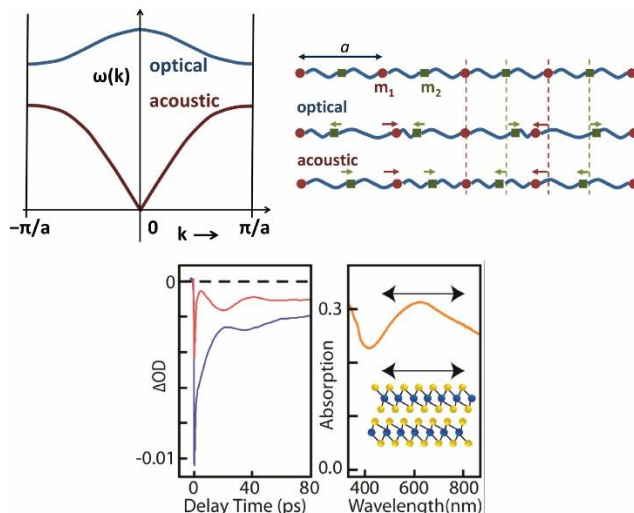 ω(k)
optical
acoustic
−π/a
0
k →
π/a
a
m₁
m₂
optical
acoustic
0
ΔOD
-0.01
0
40
80
Delay Time (ps)
0.3
Absorption
0.0
400
600
800
Wavelength(nm)